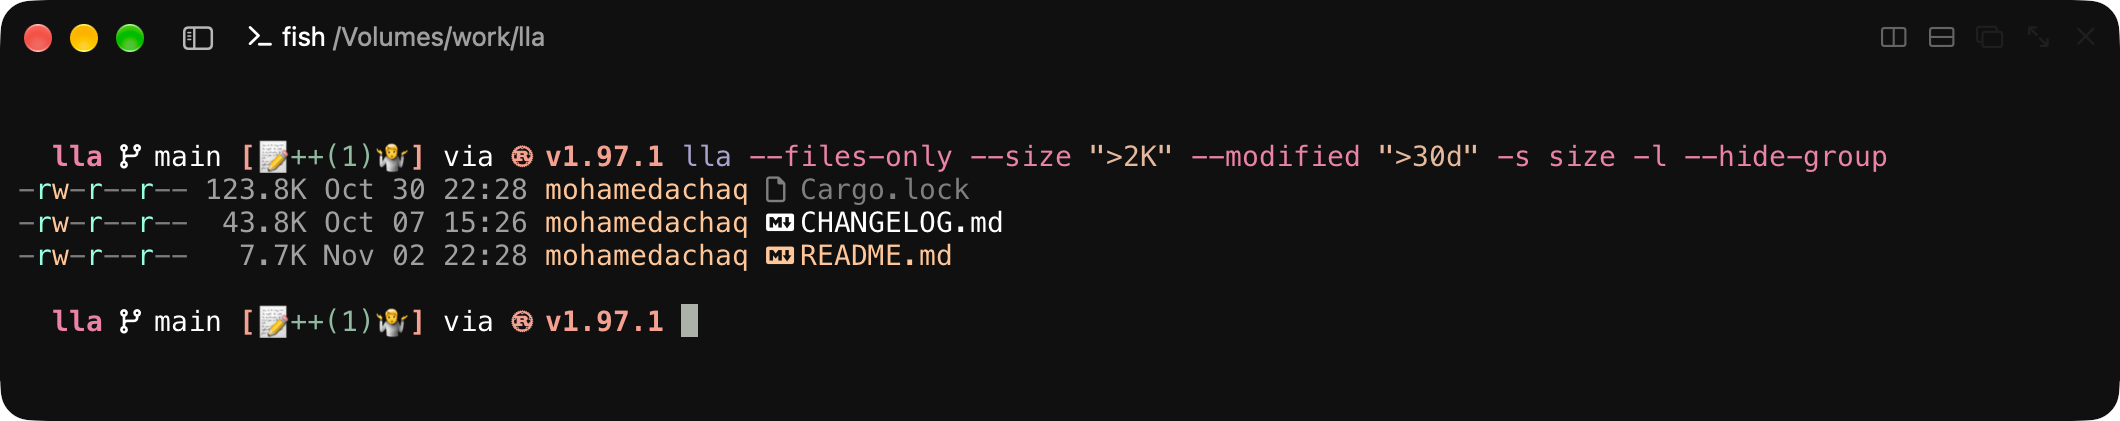 fish /Volumes/work/lla
lla main [📝++(1)🤷] via v1.97.1 lla --files-only --size ">2K" --modified ">30d" -s size -l --hide-group
-rw-r--r-- 123.8K Oct 30 22:28 mohamedachaq Cargo.lock
-rw-r--r-- 43.8K Oct 07 15:26 mohamedachaq CHANGELOG.md
-rw-r--r-- 7.7K Nov 02 22:28 mohamedachaq README.md
lla main [📝++(1)🤷] via v1.97.1